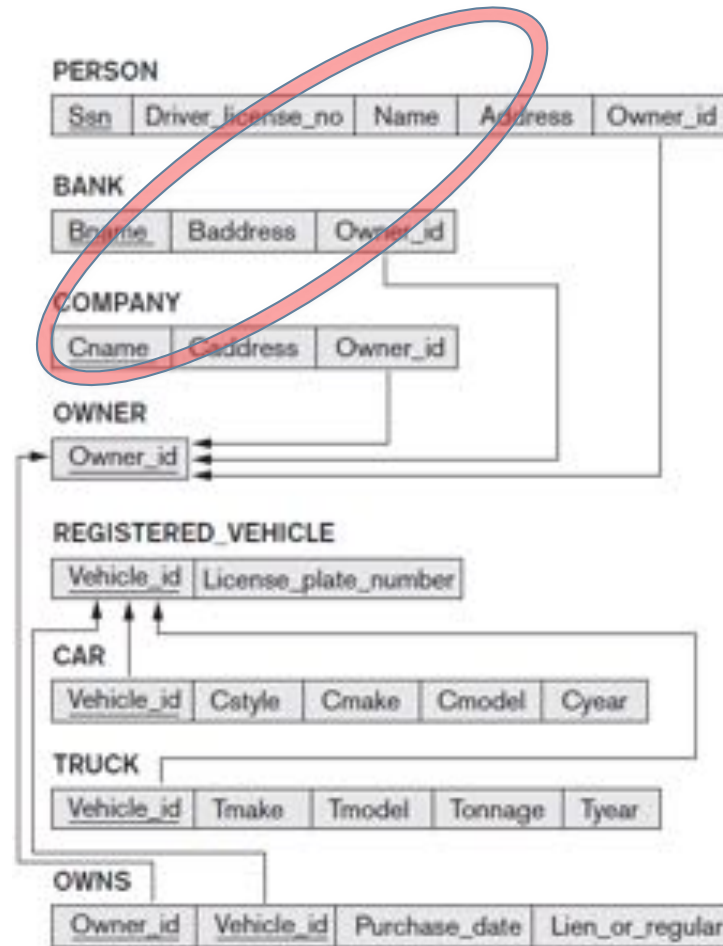 PERSON
Ssn Driver_license_no Name Address Owner_id
BANK
Bname Baddress Owner_id
COMPANY
Cname Caddress Owner_id
OWNER
Owner_id
REGISTERED_VEHICLE
Vehicle_id License_plate_number
CAR
Vehicle_id Cstyle Cmake Cmodel Cyear
TRUCK
Vehicle_id Tmake Tmodel Tonnage Tyear
OWNS
Owner_id Vehicle_id Purchase_date Lien_or_regular